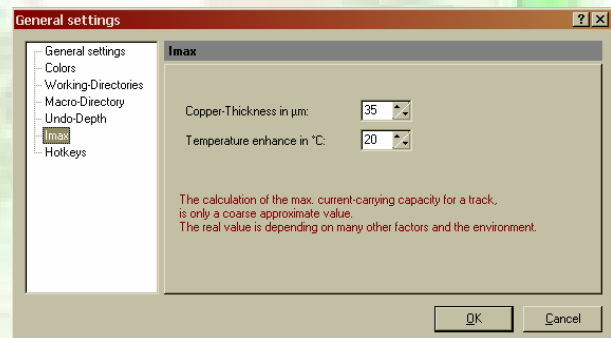 General settings
General settings
Colors
Working-Directories
Macro-Directory
Undo-Depth
Imax
Hotkeys
Imax
Copper-Thickness in µm: 35
Temperature enhance in °C: 20
The calculation of the max. current-carrying capacity for a track,
is only a coarse approximate value.
The real value is depending on many other factors and the environment.
OK Cancel